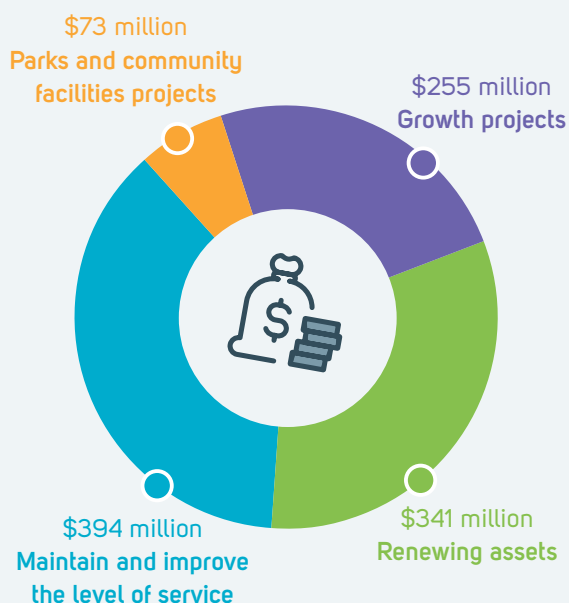 $73 million
Parks and community
facilities projects
$255 million
Growth projects
$
$394 million
Maintain and improve
the level of service
$341 million
Renewing assets